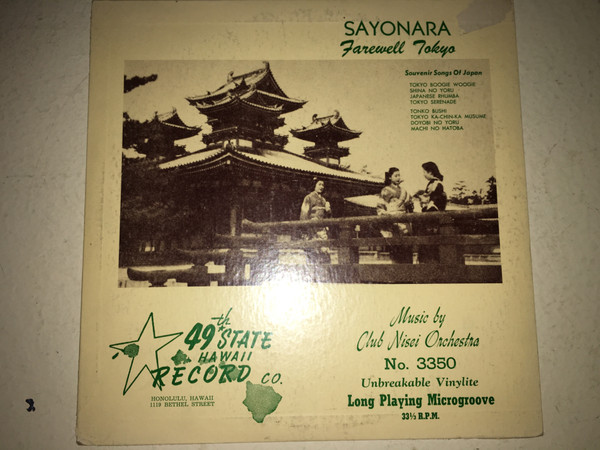 SAYONARA
Farewell Tokyo
Souvenir Songs Of Japan
TOKYO BOOGIE WOOGIE
SHINA NO YORU
JAPANESE RHUMBA
TOKYO SERENADE
TONKO BUSHI
TOKYO KA-CHIN-KA MUSUME
DOYOBI NO YORU
MACHI NO HATOBA
49th STATE
HAWAII
RECORD CO.
HONOLULU, HAWAII
1119 BETHEL STREET
Music by
Club Nisei Orchestra
No. 3350
Unbreakable Vinylite
Long Playing Microgroove
33½ R.P.M.